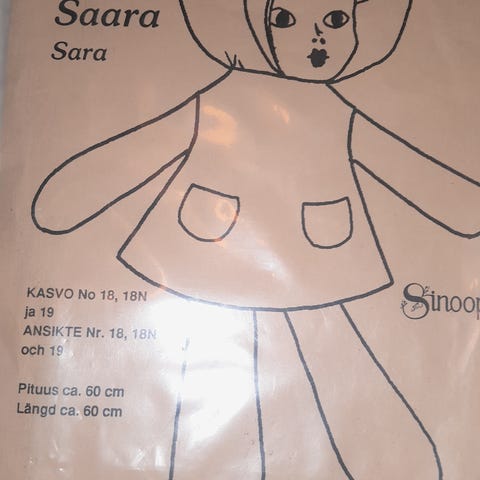 Saara
Sara
KASVO No 18, 18N
ja 19
ANSIKTE Nr. 18, 18N
och 19
Sinoop
Pituus ca. 60 cm
Längd ca. 60 cm